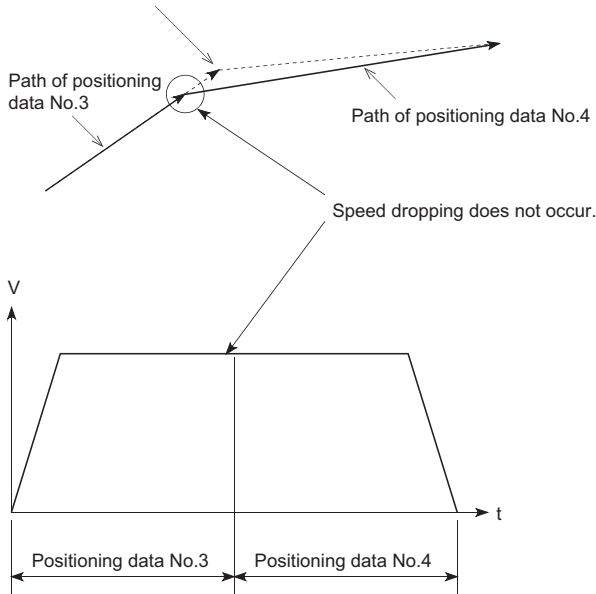 Path of positioning
data No.3
Path of positioning data No.4
Speed dropping does not occur.
V
t
Positioning data No.3
Positioning data No.4